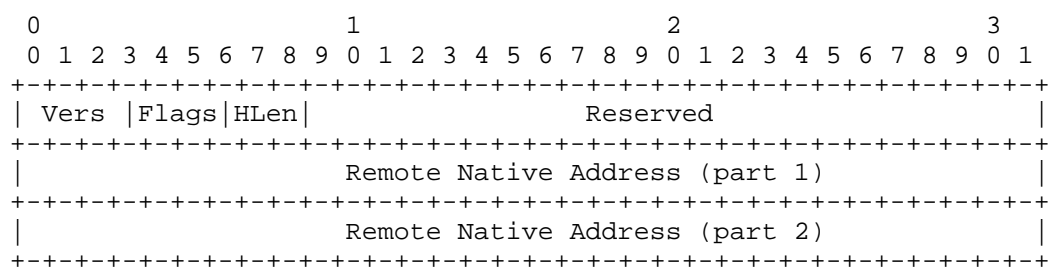 0                   1                   2                   3
 0 1 2 3 4 5 6 7 8 9 0 1 2 3 4 5 6 7 8 9 0 1 2 3 4 5 6 7 8 9 0 1
+-+-+-+-+-+-+-+-+-+-+-+-+-+-+-+-+-+-+-+-+-+-+-+-+-+-+-+-+-+-+-+-+
| Vers |Flags|HLen|                 Reserved                    |
+-+-+-+-+-+-+-+-+-+-+-+-+-+-+-+-+-+-+-+-+-+-+-+-+-+-+-+-+-+-+-+-+
|                    Remote Native Address (part 1)             |
+-+-+-+-+-+-+-+-+-+-+-+-+-+-+-+-+-+-+-+-+-+-+-+-+-+-+-+-+-+-+-+-+
|                    Remote Native Address (part 2)             |
+-+-+-+-+-+-+-+-+-+-+-+-+-+-+-+-+-+-+-+-+-+-+-+-+-+-+-+-+-+-+-+-+